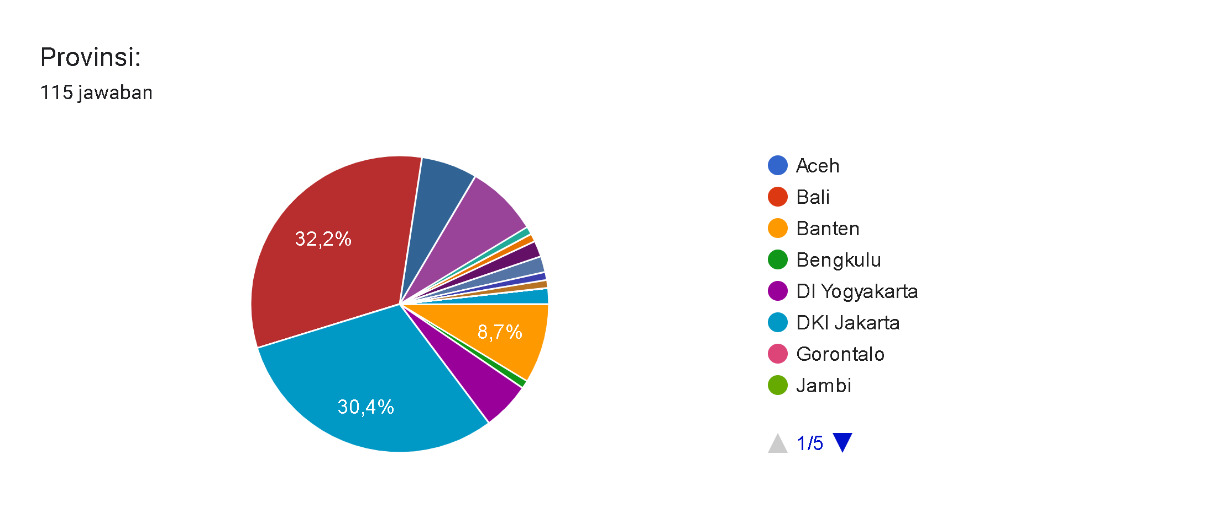 Provinsi:
115 jawaban
32,2%
8,7%
30,4%
Aceh
Bali
Banten
Bengkulu
DI Yogyakarta
DKI Jakarta
Gorontalo
Jambi
1/5